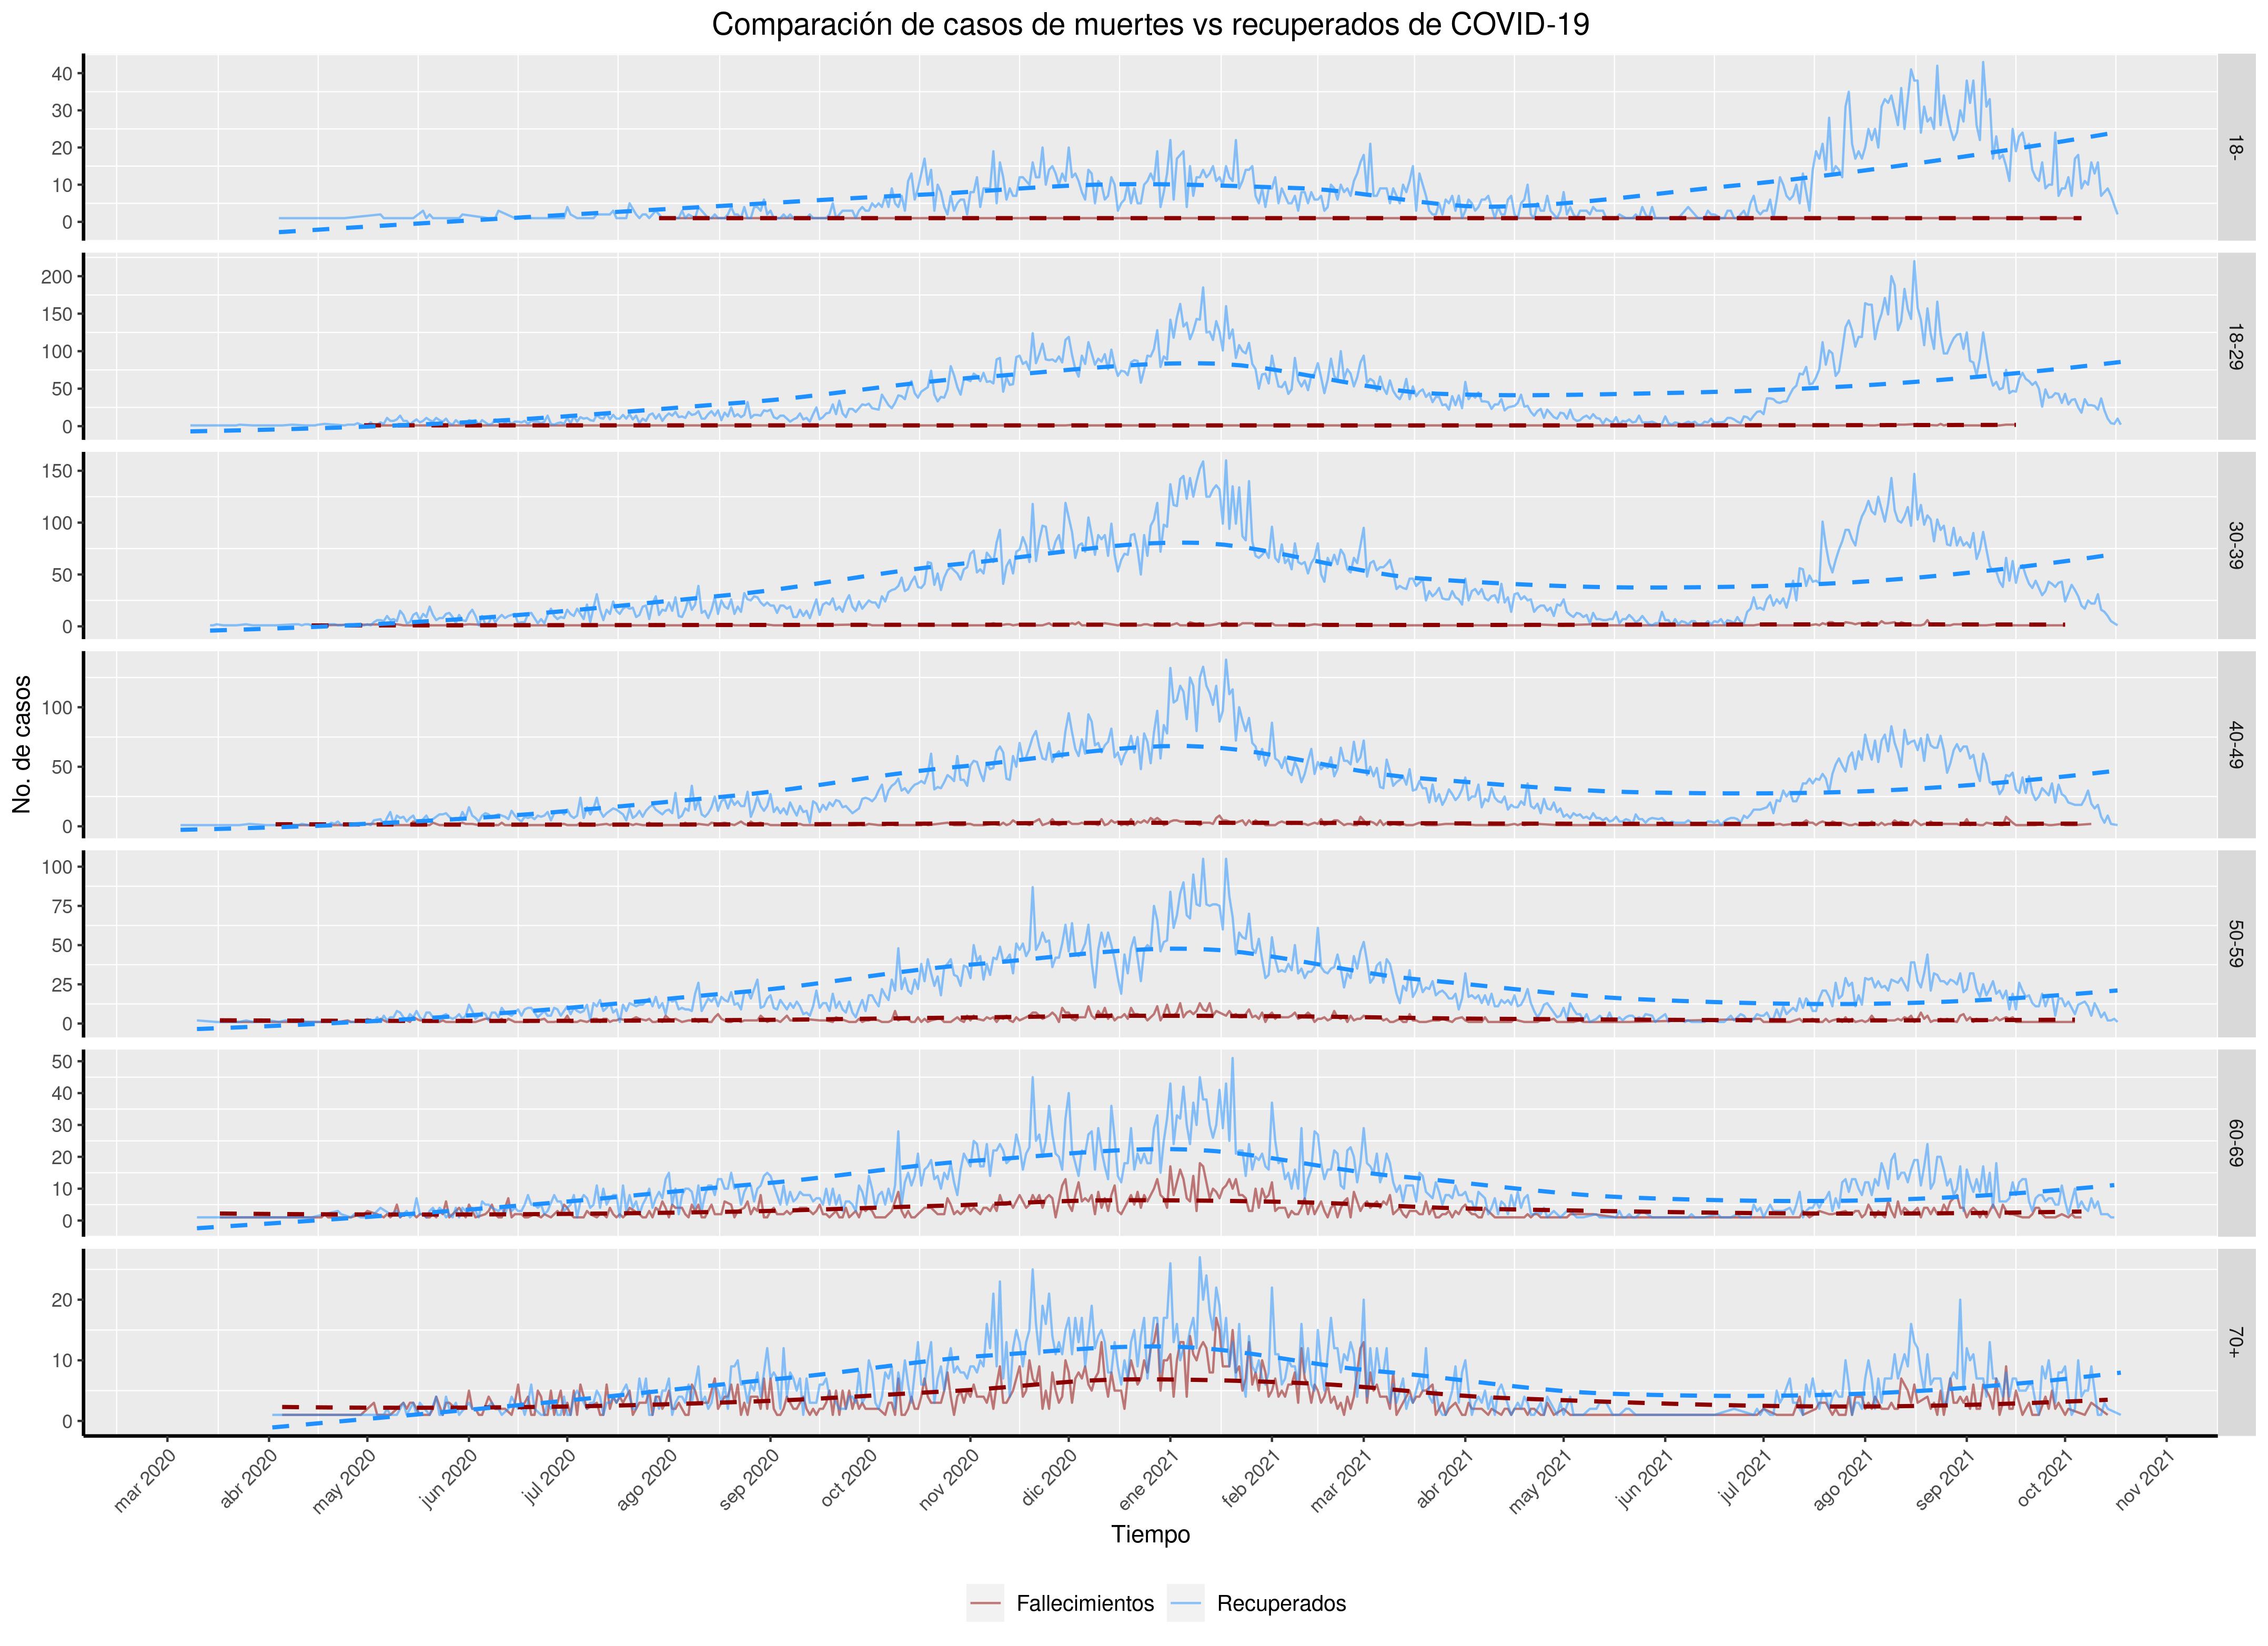 Comparación de casos de muertes vs recuperados de COVID-19
No. de casos
40
30
20
10
0
18-
200
150
100
50
0
18-29
150
100
50
0
30-39
100
50
0
40-49
100
75
50
25
0
50-59
50
40
30
20
10
0
60-69
20
10
0
70+
mar 2020
abr 2020
may 2020
jun 2020
jul 2020
ago 2020
sep 2020
oct 2020
nov 2020
dic 2020
ene 2021
feb 2021
mar 2021
abr 2021
may 2021
jun 2021
jul 2021
ago 2021
sep 2021
oct 2021
nov 2021
Tiempo
Fallecimientos Recuperados